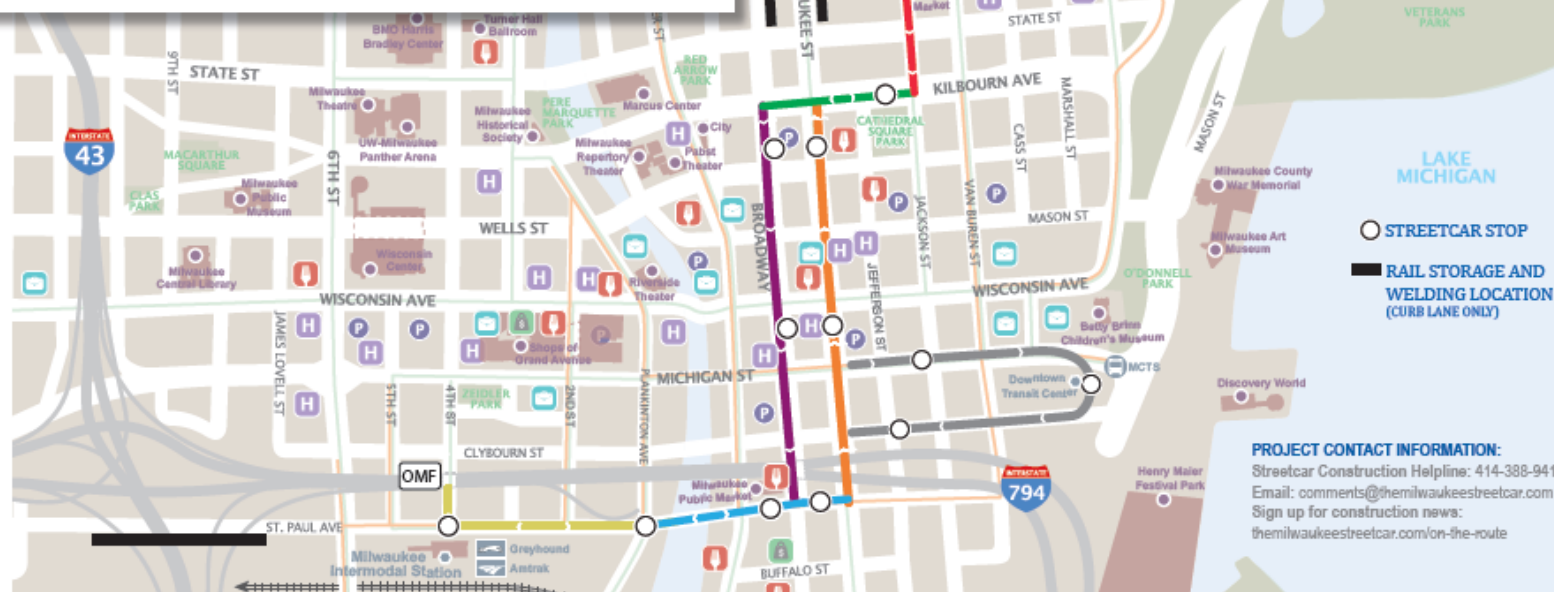 UKEE ST
Market
STATE ST
VETERANS
PARK
BMO Harris
Bradley Center
Turner Hall
Ballroom
9TH ST
STATE ST
RED
ARROW
PARK
KILBOURN AVE
MARSHALL ST
MASON ST
Milwaukee
Theatre
PERE
MARQUETTE
PARK
Marcus Center
Milwaukee
Historical
Society
H
City
P
CATHEDRAL
SQUARE
PARK
CASS ST
INTERSTATE
43
UW-Milwaukee
Panther Arena
MACARTHUR
SQUARE
6TH ST
Milwaukee
Repertory
Theater
Pabst
Theater
LAKE
MICHIGAN
Milwaukee County
War Memorial
CLAS
PARK
Milwaukee
Public
Museum
H
BROADWAY
P
JACKSON ST
VAN BUREN ST
P
MASON ST
WELLS ST
STREETCAR STOP
Milwaukee Art
Museum
Wisconsin
Center
Milwaukee
Central Library
H
H
P
Riverside
Theater
H
H
JEFFERSON ST
O'DONNELL
PARK
RAIL STORAGE AND
WELDING LOCATION
(CURB LANE ONLY)
WISCONSIN AVE
WISCONSIN AVE
JAMES LOVELL ST
H
P
P
H
H
Shops of
Grand Avenue
P
H
H
H
P
Betty Brinn
Children's Museum
MICHIGAN ST
MCTS
Downtown
Transit Center
Discovery World
H
5TH ST
4TH ST
ZEIDLER
PARK
2ND ST
PLANKINTON AVE
P
CLYBOURN ST
OMF
Milwaukee
Public Market
INTERSTATE
794
Henry Maier
Festival Park
PROJECT CONTACT INFORMATION:
Streetcar Construction Helpline: 414-388-941
Email: comments@themilwaukeestreetcar.com
Sign up for construction news:
themilwaukeestreetcar.com/on-the-route
ST. PAUL AVE
Milwaukee
Intermodal Station
Greyhound
Amtrak
BUFFALO ST